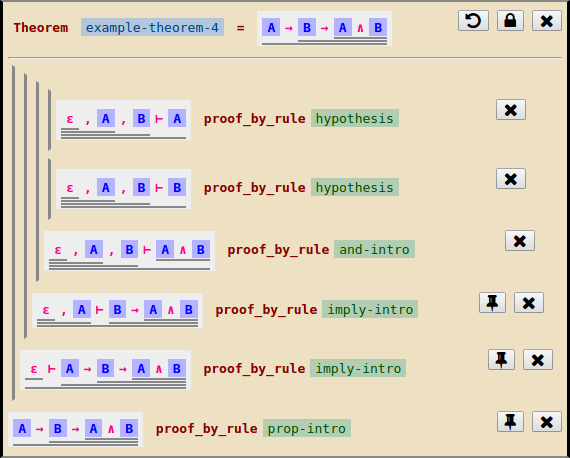 Theorem example-theorem-4 = A → B → A ∧ B
ε , A , B ⊢ A proof_by_rule hypothesis
ε , A , B ⊢ B proof_by_rule hypothesis
ε , A , B ⊢ A ∧ B proof_by_rule and-intro
ε , A ⊢ B → A ∧ B proof_by_rule imply-intro
ε ⊢ A → B → A ∧ B proof_by_rule imply-intro
A → B → A ∧ B proof_by_rule prop-intro